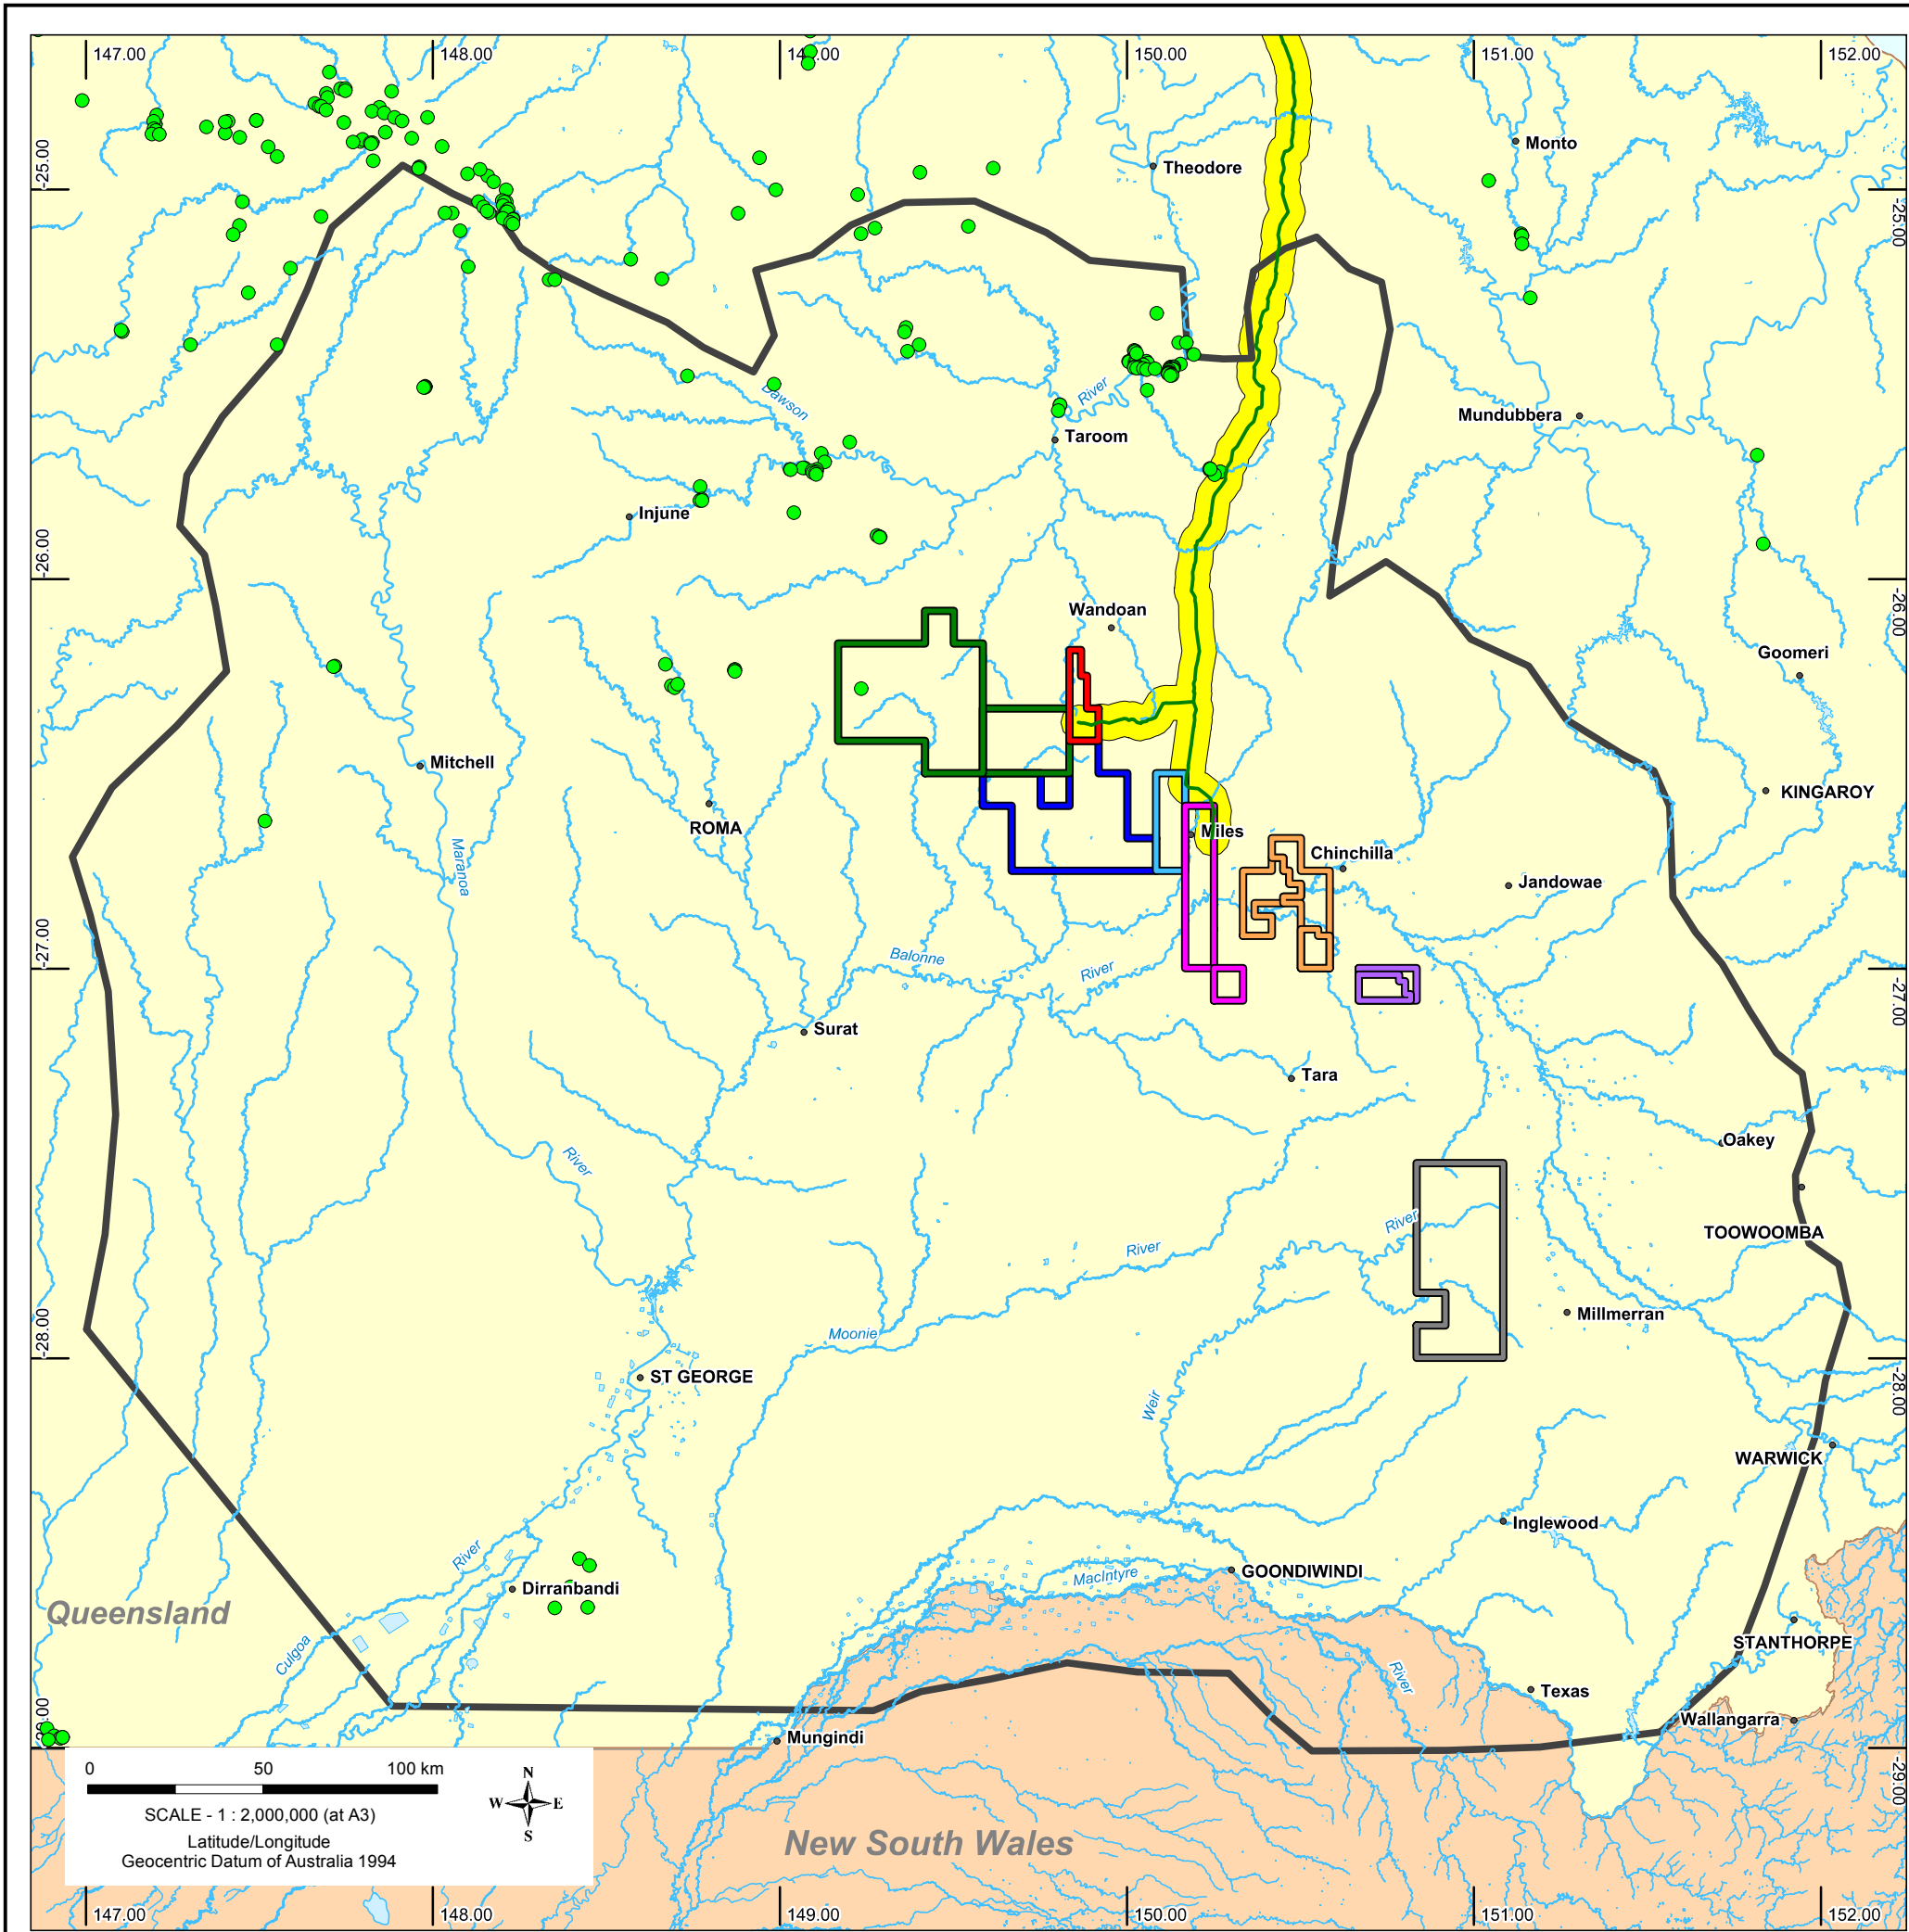 147.00
148.00
149.00
150.00
151.00
152.00
-25.00
-25.00
Theodore
Monto
Dawson
River
Taroom
Mundubbera
Injune
-26.00
-26.00
Wandoan
Goomeri
Mitchell
ROMA
Maranoa
Miles
Chinchilla
KINGAROY
Jandowae
-27.00
-27.00
Balonne
River
Surat
Tara
Oakey
River
River
River
TOOWOOMBA
Moonie
Millmerran
-28.00
-28.00
ST GEORGE
Weir
WARWICK
Inglewood
River
Dirranbandi
MacIntyre
GOONDIWINDI
Queensland
Culgoa
STANTHORPE
River
Texas
Wallangarra
Mungindi
-29.00
0 50 100 km
SCALE - 1 : 2,000,000 (at A3)
Latitude/Longitude
Geocentric Datum of Australia 1994
N
W E
S
New South Wales
147.00
148.00
149.00
150.00
151.00
152.00